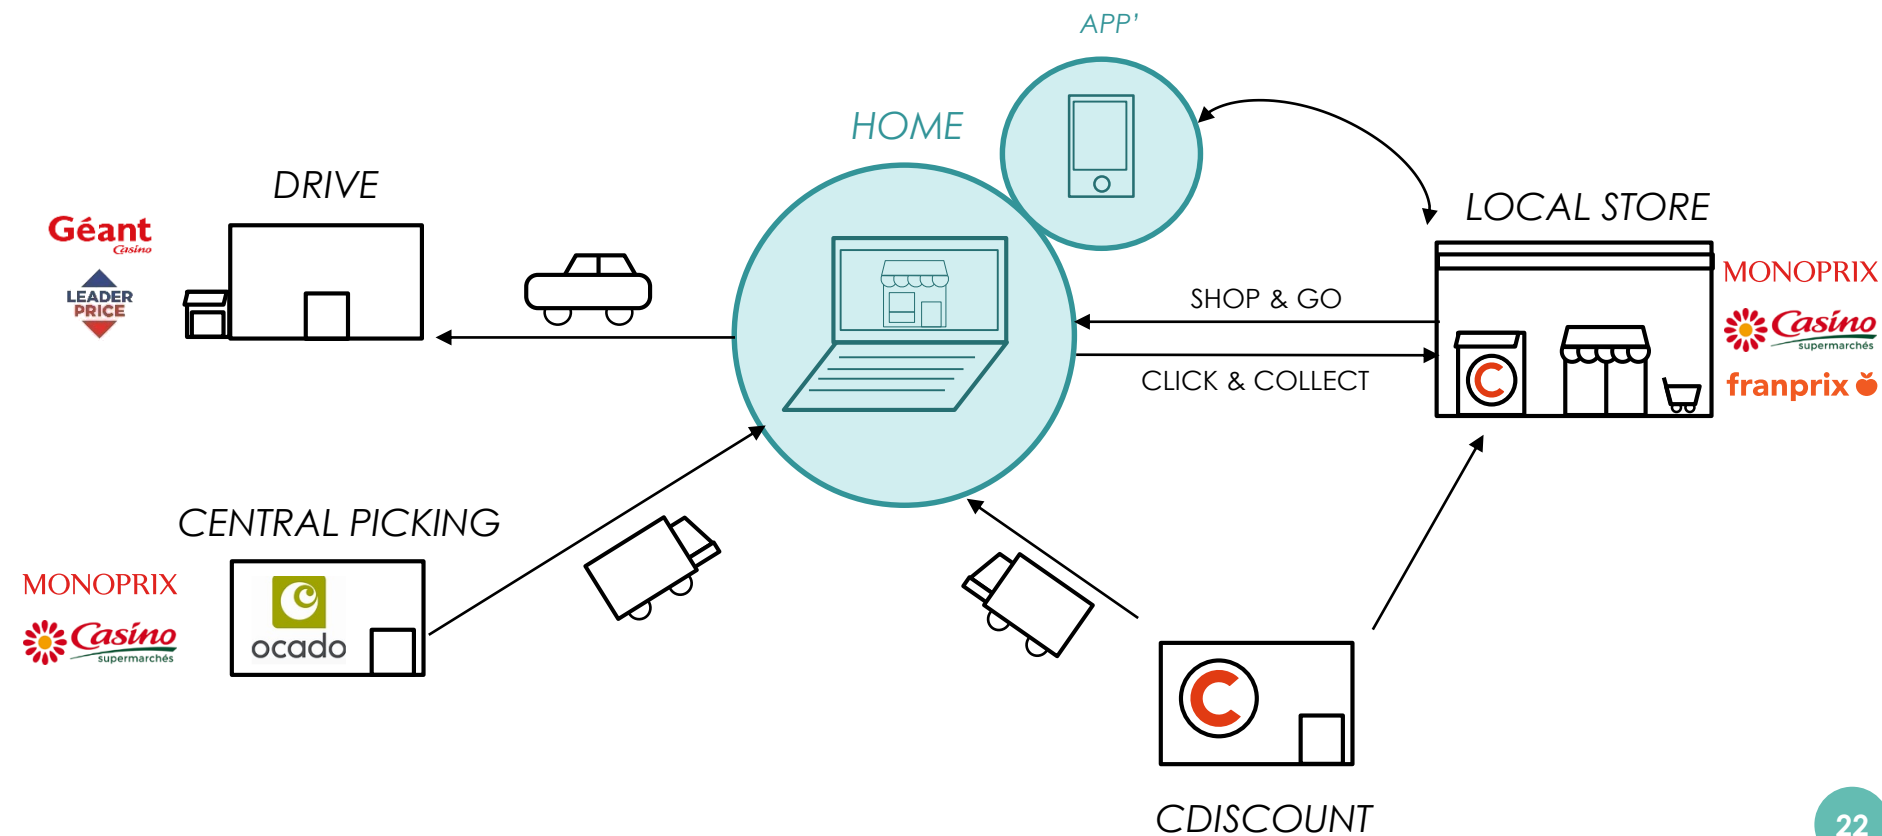 APP'
HOME
DRIVE
Géant
Casino
LEADER
PRICE
LOCAL STORE
MONOPRIX
Casino
supermarchés
franprix
SHOP & GO
CLICK & COLLECT
C
CENTRAL PICKING
MONOPRIX
Casino
supermarchés
ocado
C
CDISCOUNT
22